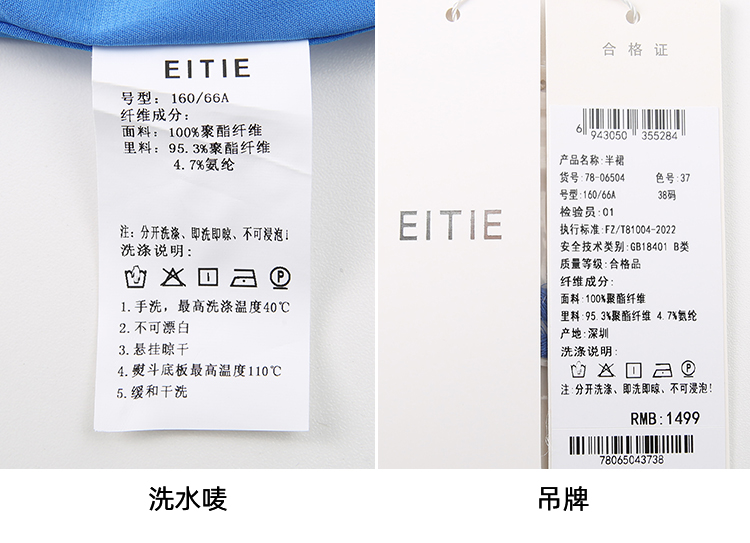 EITIE
号型：160/66A
纤维成分：
面料：100%聚酯纤维
里料：95.3%聚酯纤维
4.7%氨纶
注：分开洗涤、即洗即晾、不可浸泡！
洗涤说明：
1.手洗，最高洗涤温度40℃
2.不可漂白
3.悬挂晾干
4.熨斗底板最高温度110℃
5.缓和干洗
洗水唛
EITIE
合格证
6 943050 355284
产品名称：半裙
货号：78-06504 色号：37
号型：160/66A 38码
检验员：01
执行标准：FZ/T81004-2022
安全技术类别：GB18401 B类
质量等级：合格品
纤维成分：
面料：100%聚酯纤维
里料：95.3%聚酯纤维 4.7%氨纶
产地：深圳
洗涤说明：
注：分开洗涤、即洗即晾、不可浸泡！
RMB:1499
78065043738
吊牌